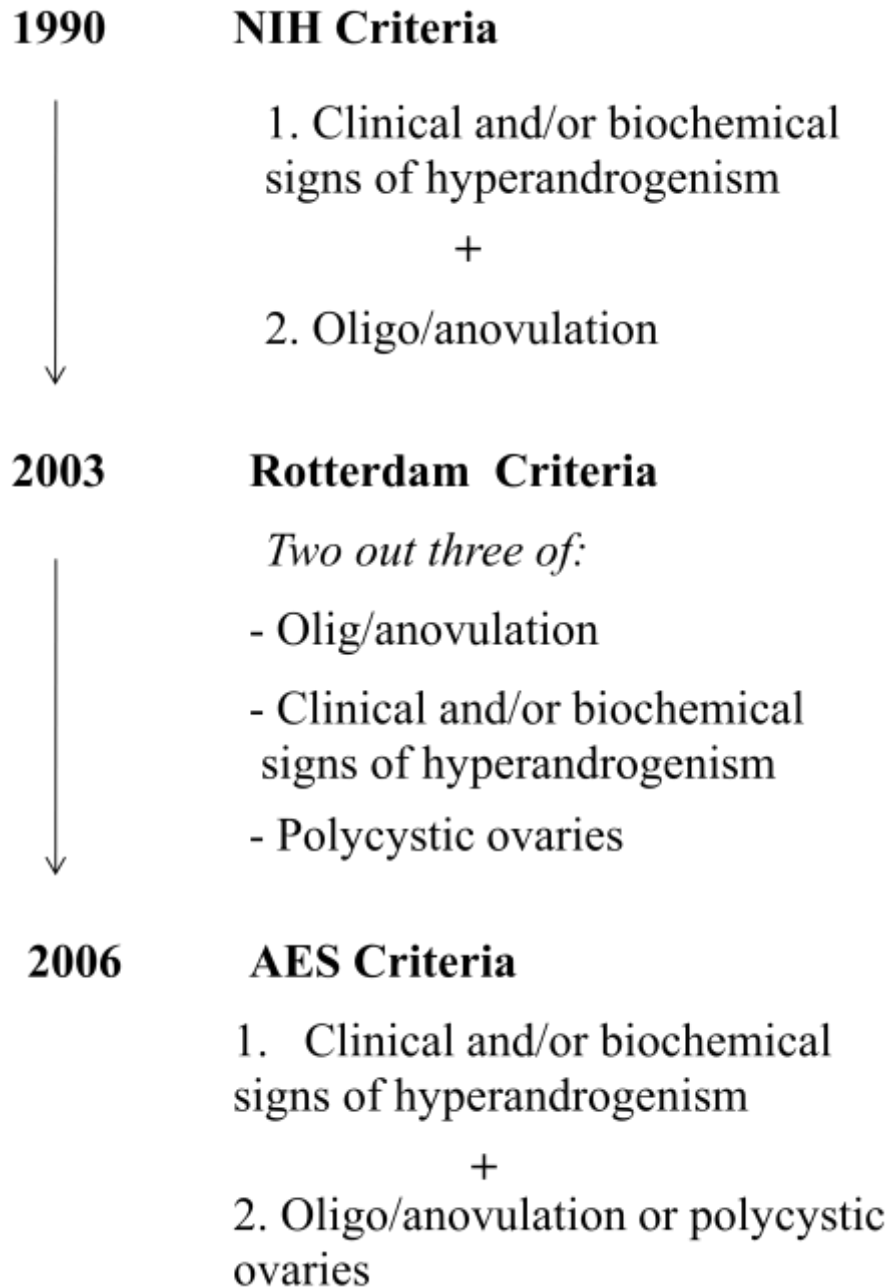 1990 NIH Criteria
1. Clinical and/or biochemical
signs of hyperandrogenism
+
2. Oligo/anovulation
2003 Rotterdam Criteria
Two out three of:
- Olig/anovulation
- Clinical and/or biochemical
signs of hyperandrogenism
- Polycystic ovaries
2006 AES Criteria
1. Clinical and/or biochemical
signs of hyperandrogenism
+
2. Oligo/anovulation or polycystic
ovaries